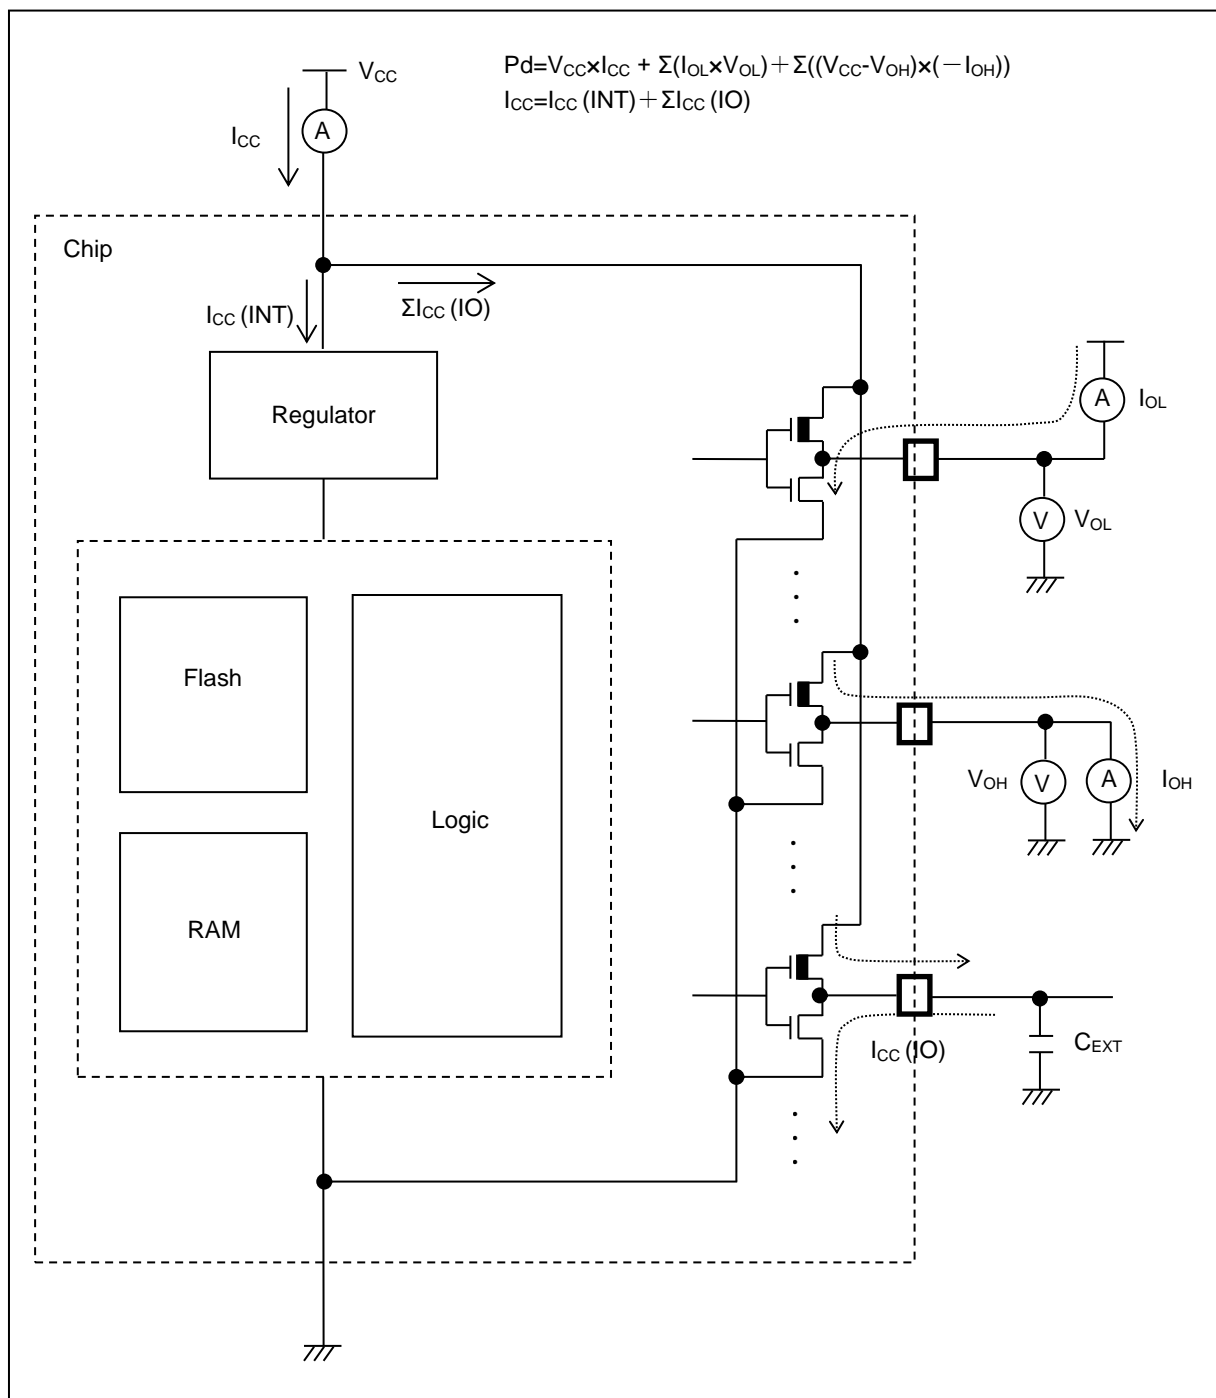 Pd=VCC×ICC + Σ(IOL×VOL)+Σ((VCC-VOH)×(-IOH))
ICC=ICC (INT)+ΣICC (IO)
VCC
A
ICC
Chip
ICC (INT)
ΣICC (IO)
Regulator
A
IOL
V
VOL
Flash
Logic
RAM
VOH
V
A
IOH
ICC (IO)
CEXT